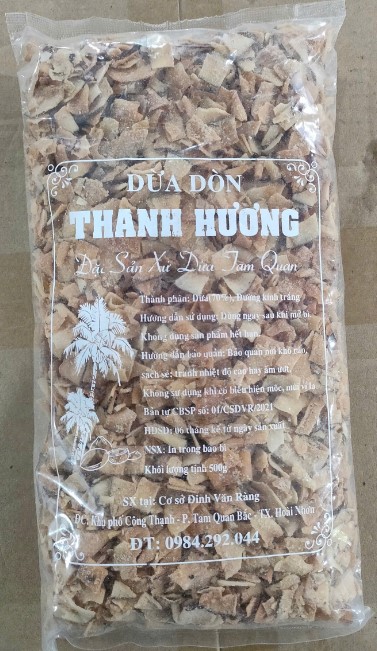 DỪA DÒN
THANH HƯƠNG
Đặc Sản Xứ Dừa Tam Quan
Thành phần: Dừa(70%), Đường kính trắng
Hướng dẫn sử dụng: Dùng ngay sau khi mở bì.
Không dùng sản phẩm hết hạn.
Hướng dẫn bảo quản: Bảo quản nơi khô ráo,
sạch sẽ; tránh nhiệt độ cao hay ẩm ướt.
Không sử dụng khi có biểu hiện mốc, mùi vị lạ.
Bản tự CBSP số: 01/CSDVR/2021
HDSD: 06 tháng kể từ ngày sản xuất
NSX: In trong bao bì
Khối lượng tịnh 500g
SX tại: Cơ sở Đinh Văn Ràng
ĐC: Khu phố Công Thạnh - P. Tam Quan Bắc - TX. Hoài Nhơn
ĐT: 0984.292.044